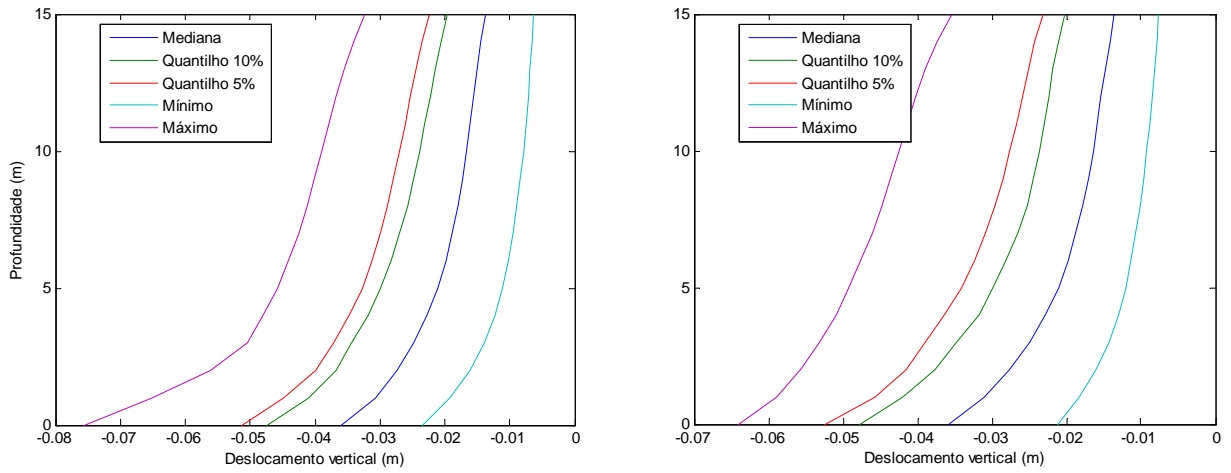 15
10
5
0
Profundidade (m)
Mediana
Quantilho 10%
Quantilho 5%
Mínimo
Máximo
-0.08 -0.07 -0.06 -0.05 -0.04 -0.03 -0.02 -0.01 0
Deslocamento vertical (m)
15
10
5
0
Mediana
Quantilho 10%
Quantilho 5%
Mínimo
Máximo
-0.07 -0.06 -0.05 -0.04 -0.03 -0.02 -0.01 0
Deslocamento vertical (m)